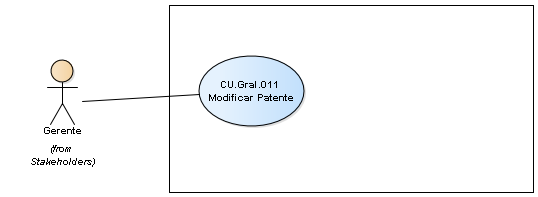 CU.Gral.011
Modificar Patente
Gerente
(from
Stakeholders)